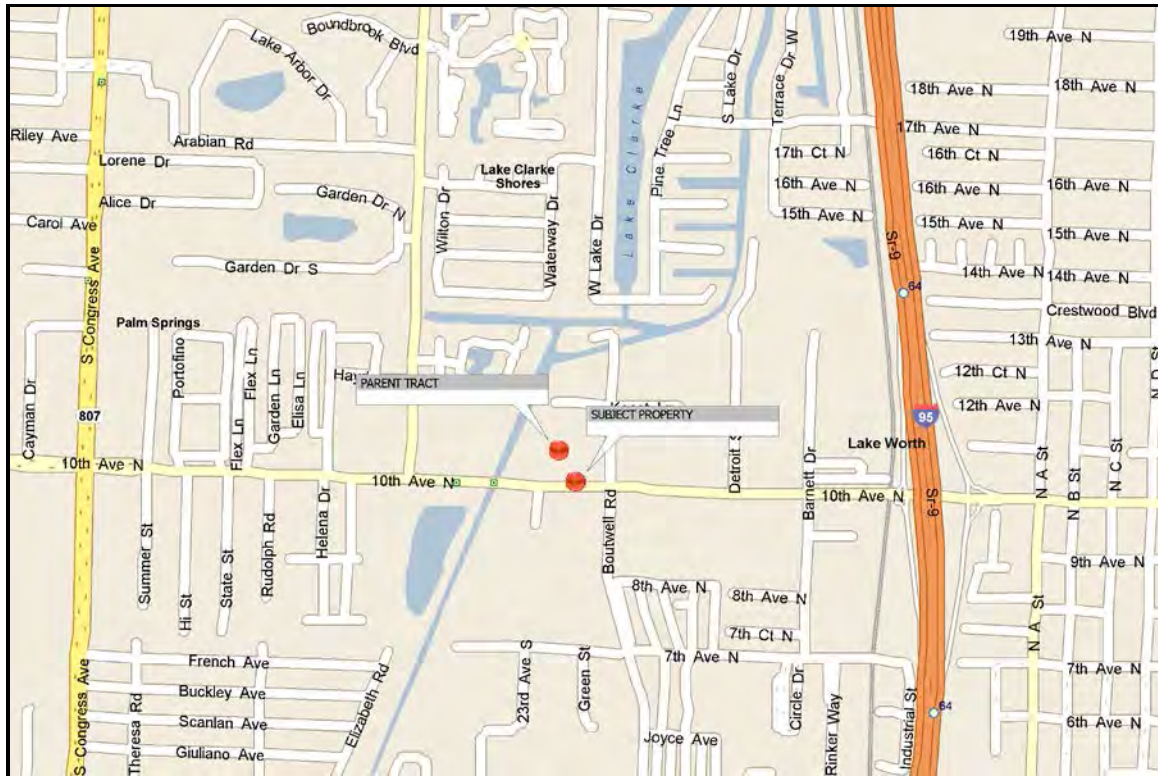 Boundbrook Blvd
Lake Arbor Dr
19th Ave N
S Lake Dr
Terrace Dr W
18th Ave N
18th Ave N
Lake Clarke
Pine Tree Ln
Riley Ave
Arabian Rd
17th Ave N
Lorene Dr
17th Ct N
16th Ct N
Lake Clarke
Shores
Alice Dr
Garden Dr N
Wilton Dr
Waterway Dr
W Lake Dr
16th Ave N
16th Ave N
16th Ave N
Carol Ave
15th Ave N
15th Ave N
15th Ave N
Sr-9
Garden Dr S
14th Ave N
14th Ave N
64
S Congress Ave
Palm Springs
Crestwood Blvd
13th Ave N
Cayman Dr
Portofino
Flex Ln
Flex Ln
Garden Ln
Elisa Ln
12th Ct N
PARENT TRACT
12th Ave N
807
SUBJECT PROPERTY
95
Lake Worth
Detroit S
Barnett Dr
N A St
N B St
N C St
10th Ave N
10th Ave N
10th Ave N
Sr-9
Summer St
Hi St
State St
Rudolph Rd
Helena Dr
Boutwell Rd
9th Ave N
8th Ave N
8th Ave N
7th Ct N
N A St
French Ave
7th Ave N
7th Ave N
S Congress Ave
Buckley Ave
Theresa Rd
Scanlan Ave
Elizabeth Rd
23rd Ave S
Green St
Circle Dr
Rinker Way
Industrial St
64
6th Ave N
Giuliano Ave
Joyce Ave